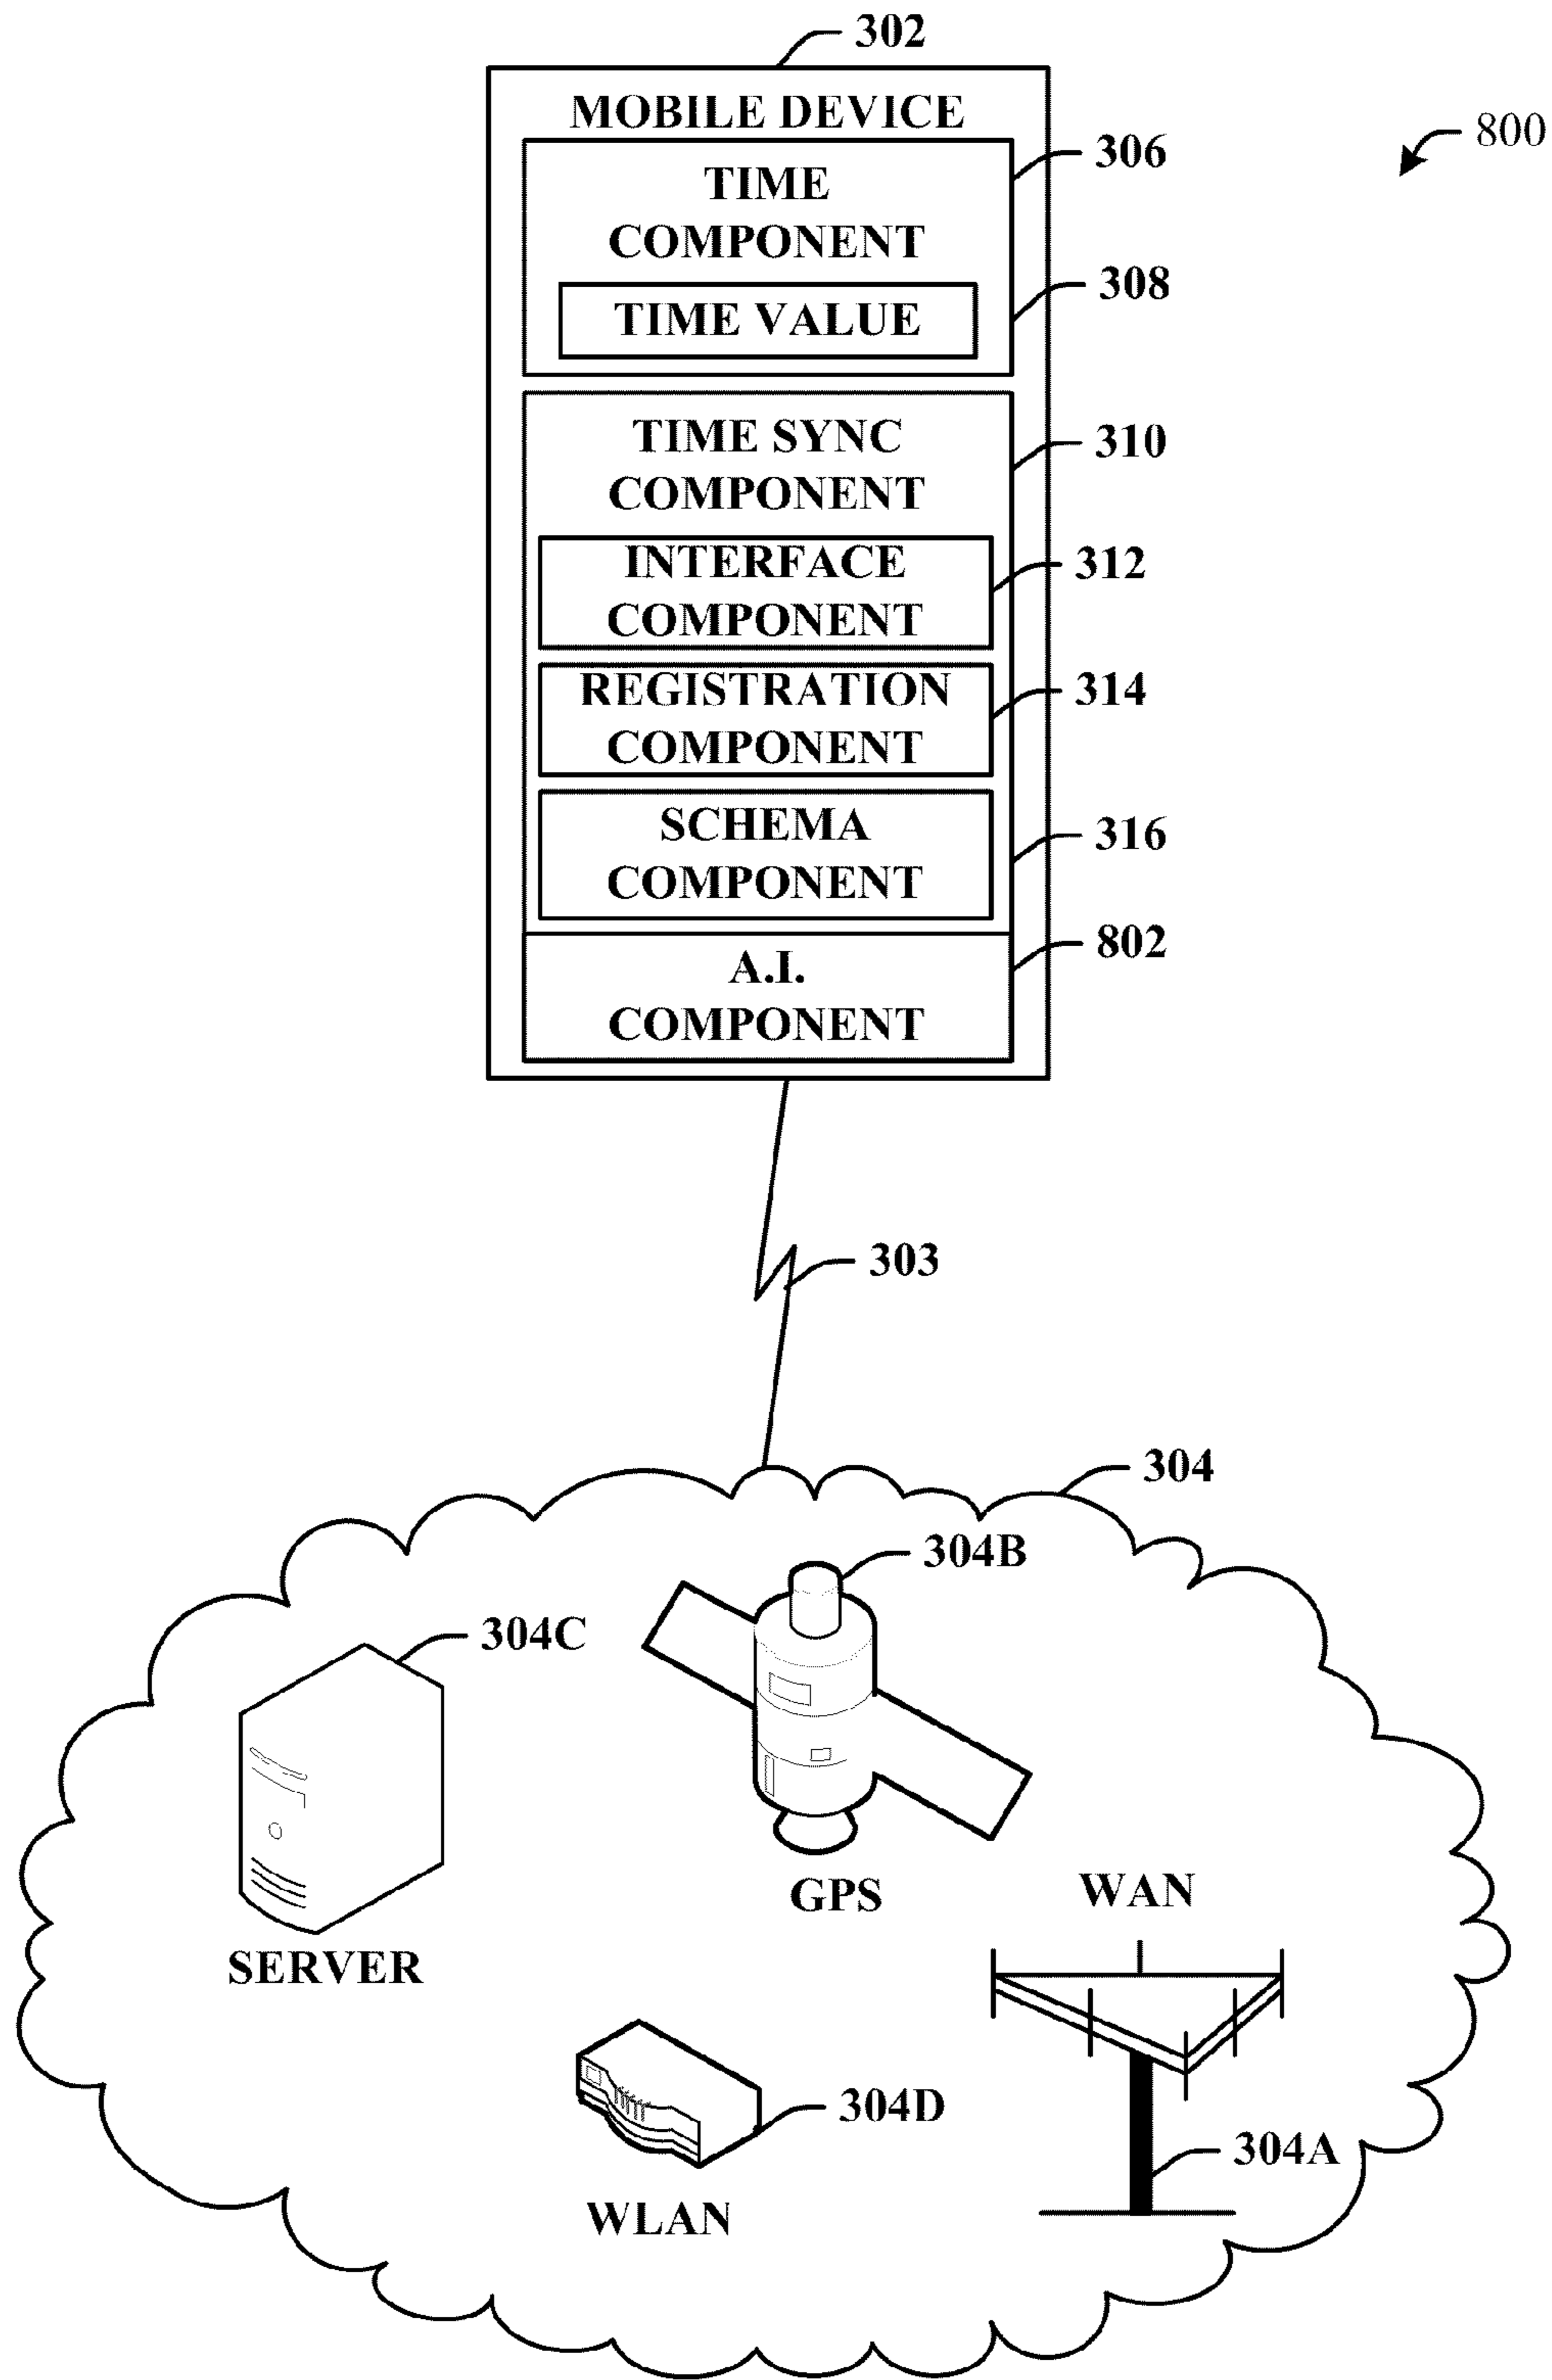 302
MOBILE DEVICE
800
306
TIME
COMPONENT
308
TIME VALUE
TIME SYNC
COMPONENT
310
INTERFACE
COMPONENT
312
REGISTRATION
COMPONENT
314
SCHEMA
COMPONENT
316
802
A.I.
COMPONENT
303
304
304B
304C
GPS
WAN
SERVER
304D
304A
WLAN